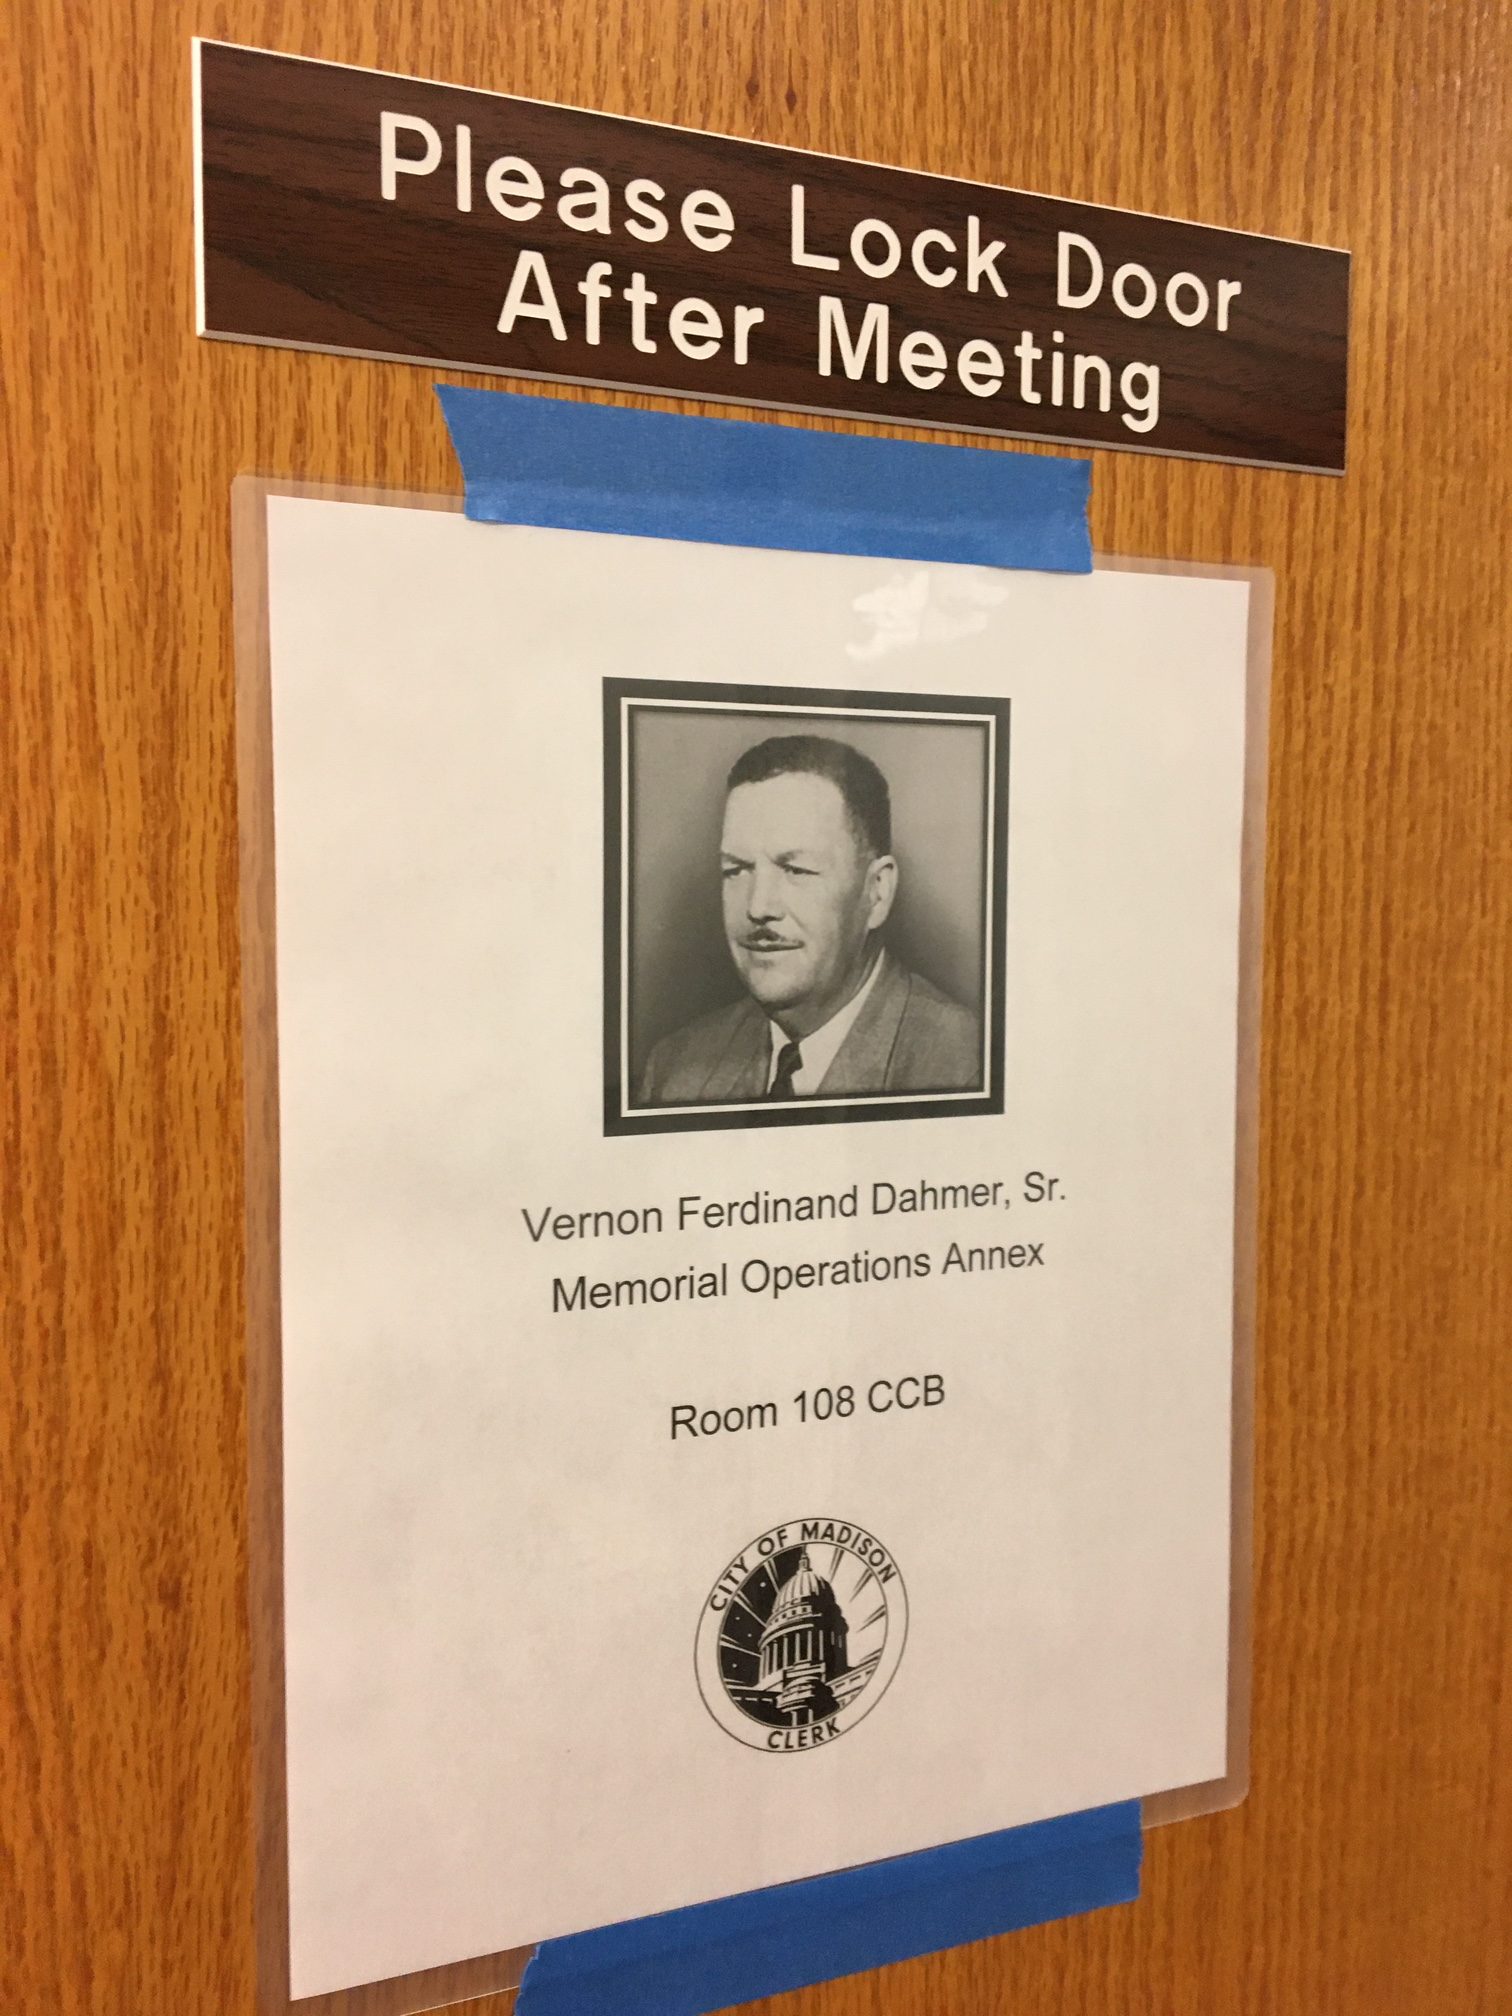 Please Lock Door
After Meeting
Vernon Ferdinand Dahmer, Sr.
Memorial Operations Annex
Room 108 CCB
CITY OF MADISON
CLERK